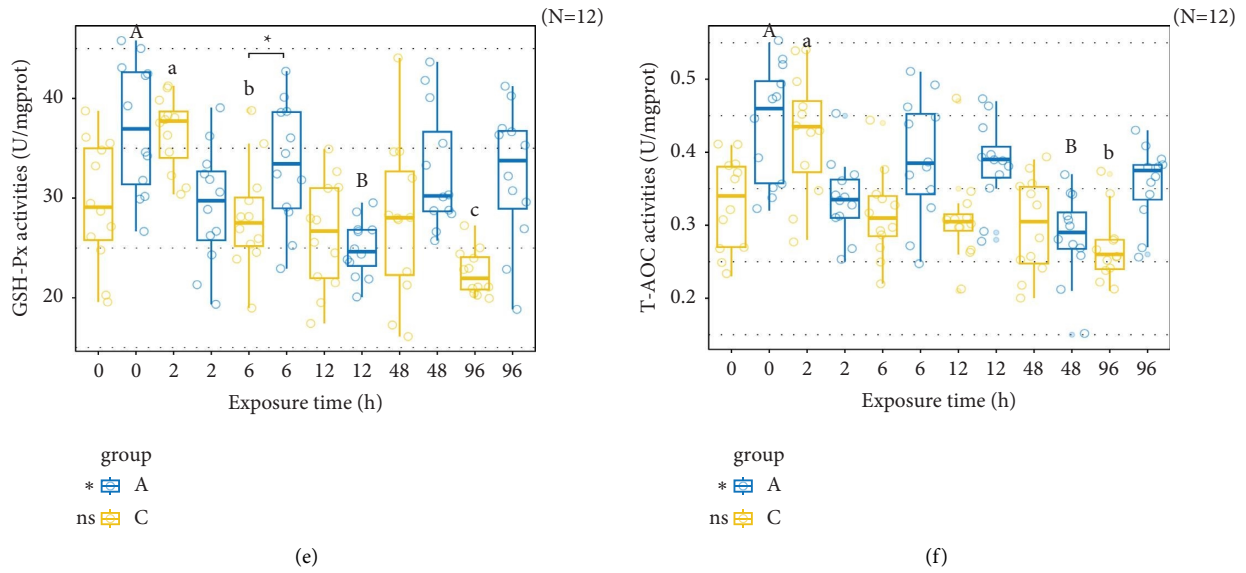 (N=12)
GSH-Px activities (U/mgprot)
40
30
20
A
a
b
*
B
c
0 0 2 2 6 6 12 12 48 48 96 96
Exposure time (h)
group
* A
ns C
(e)
(N=12)
T-AOC activities (U/mgprot)
0.5
0.4
0.3
0.2
A
a
B
b
0 0 2 2 6 6 12 12 48 48 96 96
Exposure time (h)
group
* A
ns C
(f)